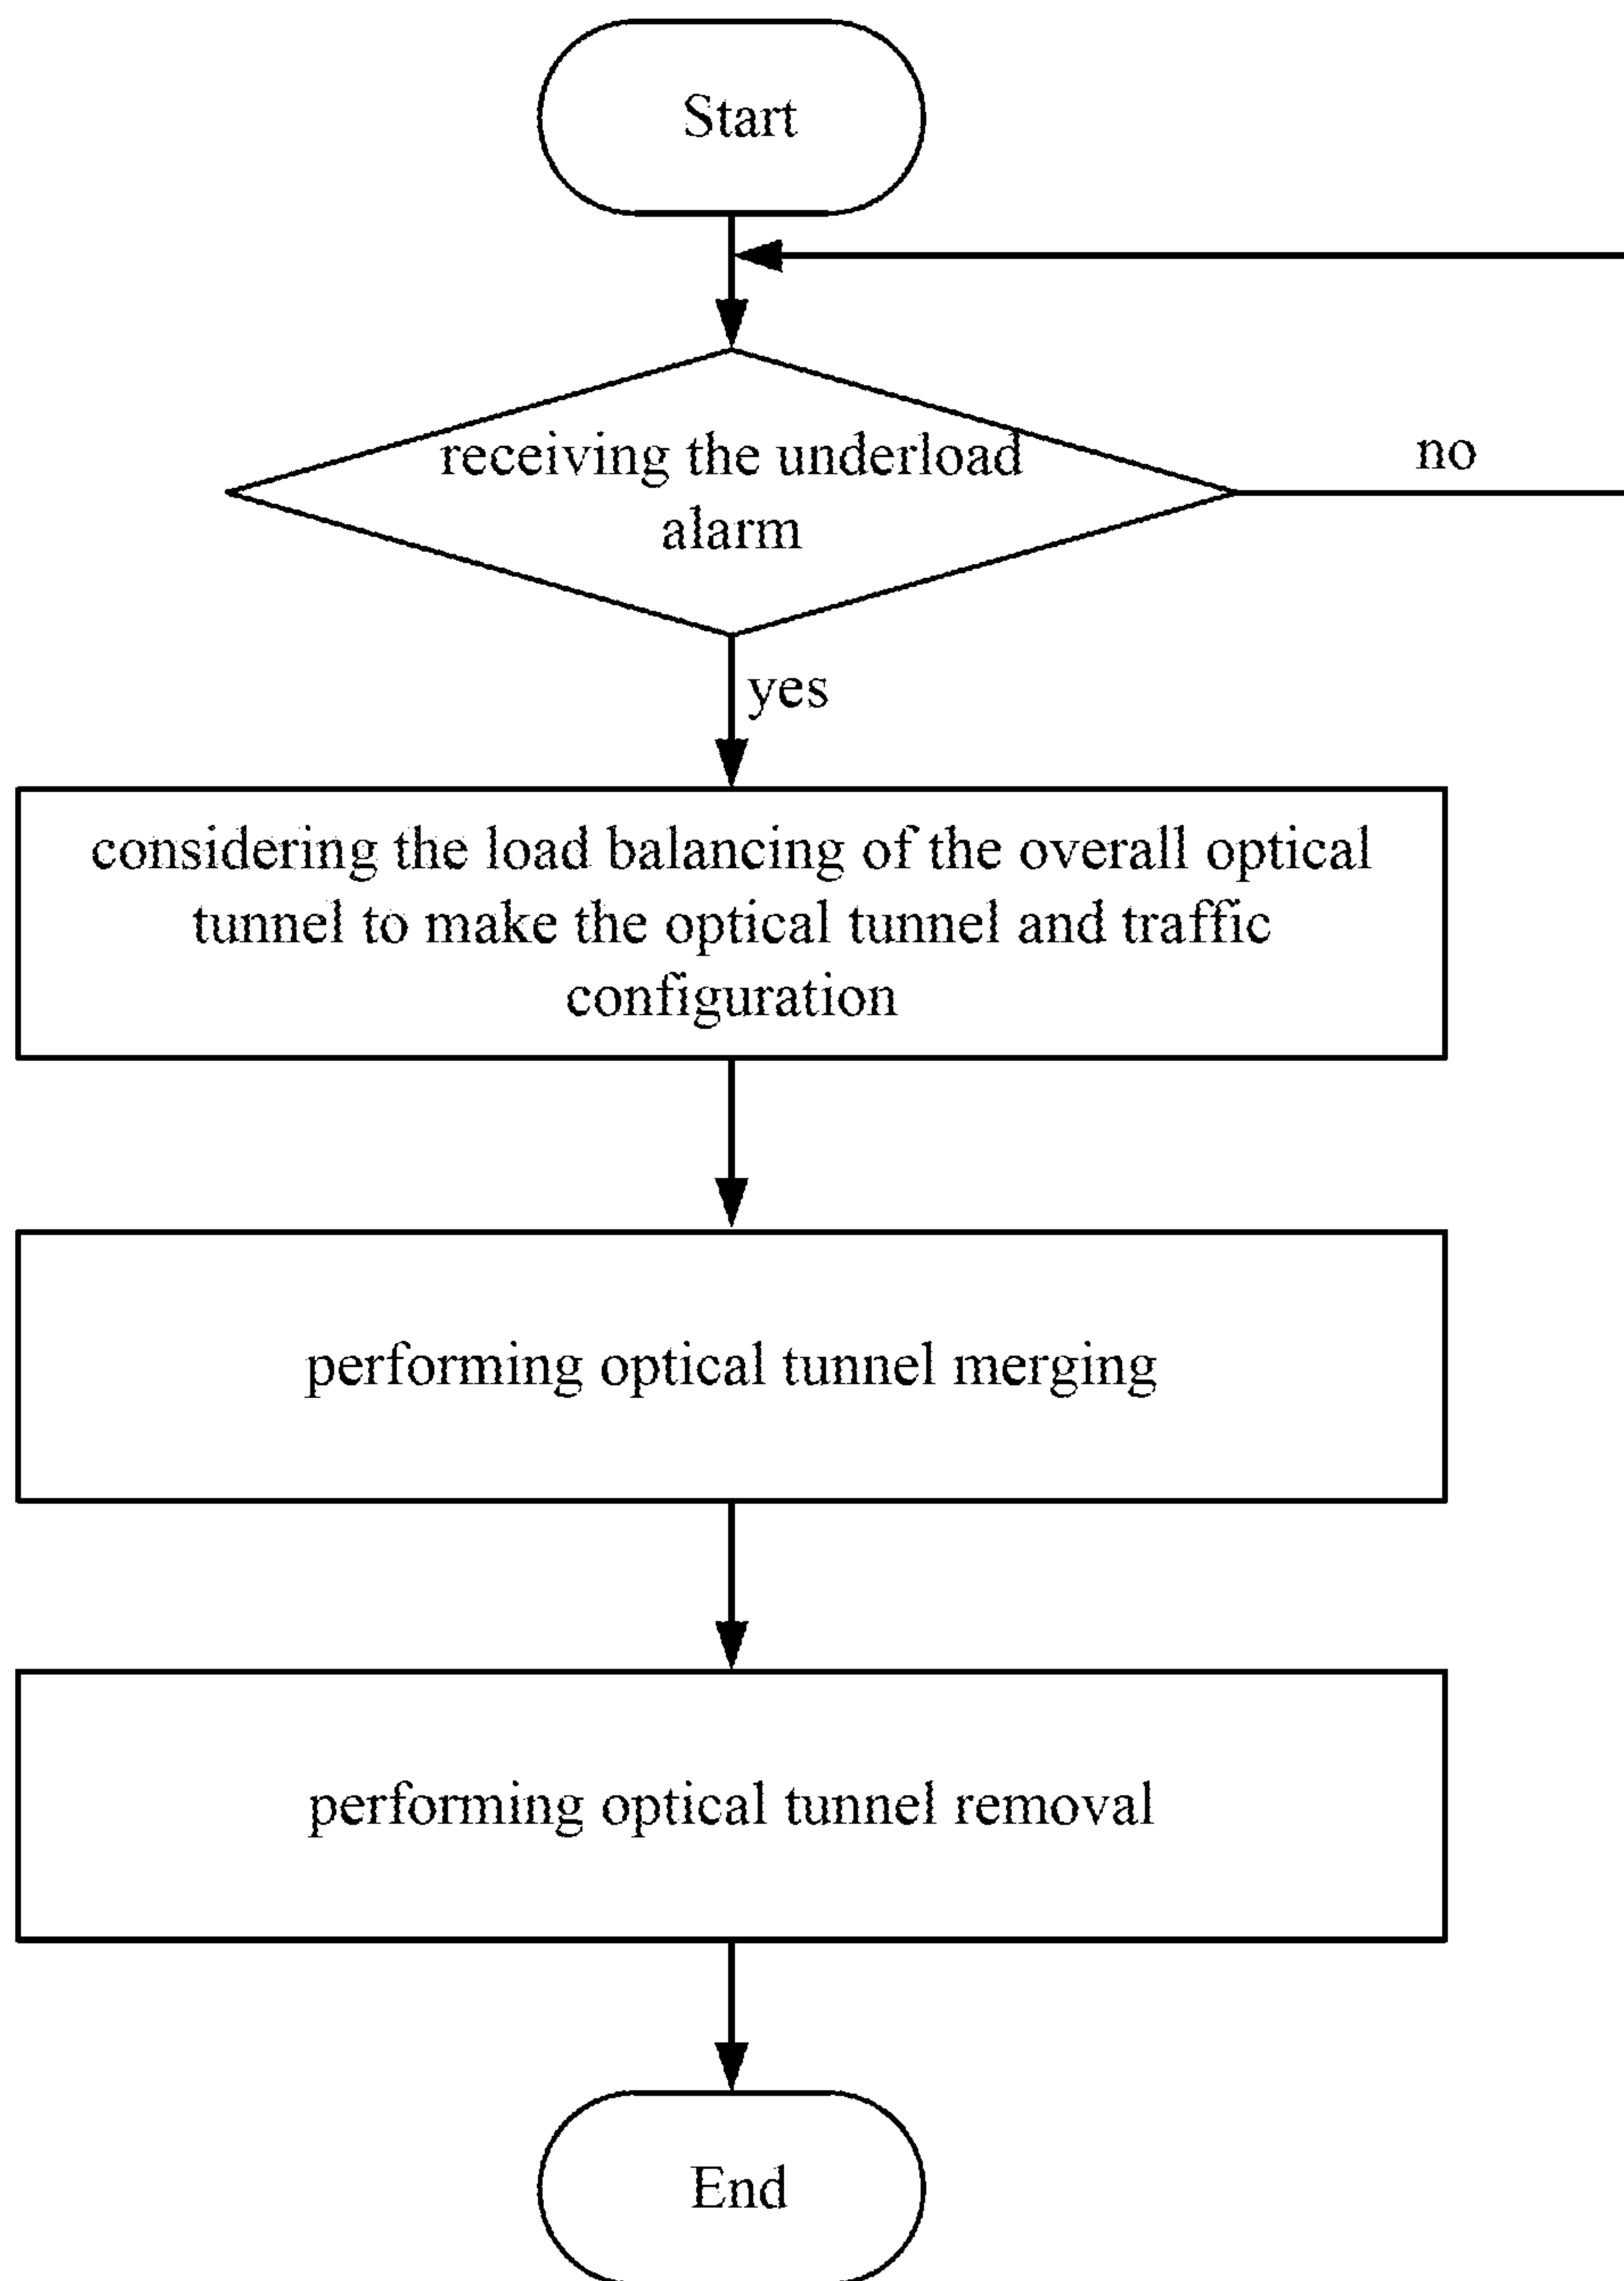 Start
receiving the underload
alarm
no
yes
considering the load balancing of the overall optical
tunnel to make the optical tunnel and traffic
configuration
performing optical tunnel merging
performing optical tunnel removal
End